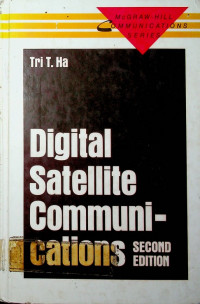 McGRAW-HILL
COMMUNICATIONS
SERIES
Tri T. Ha
Digital
Satellite
Communi-
cations SECOND
EDITION